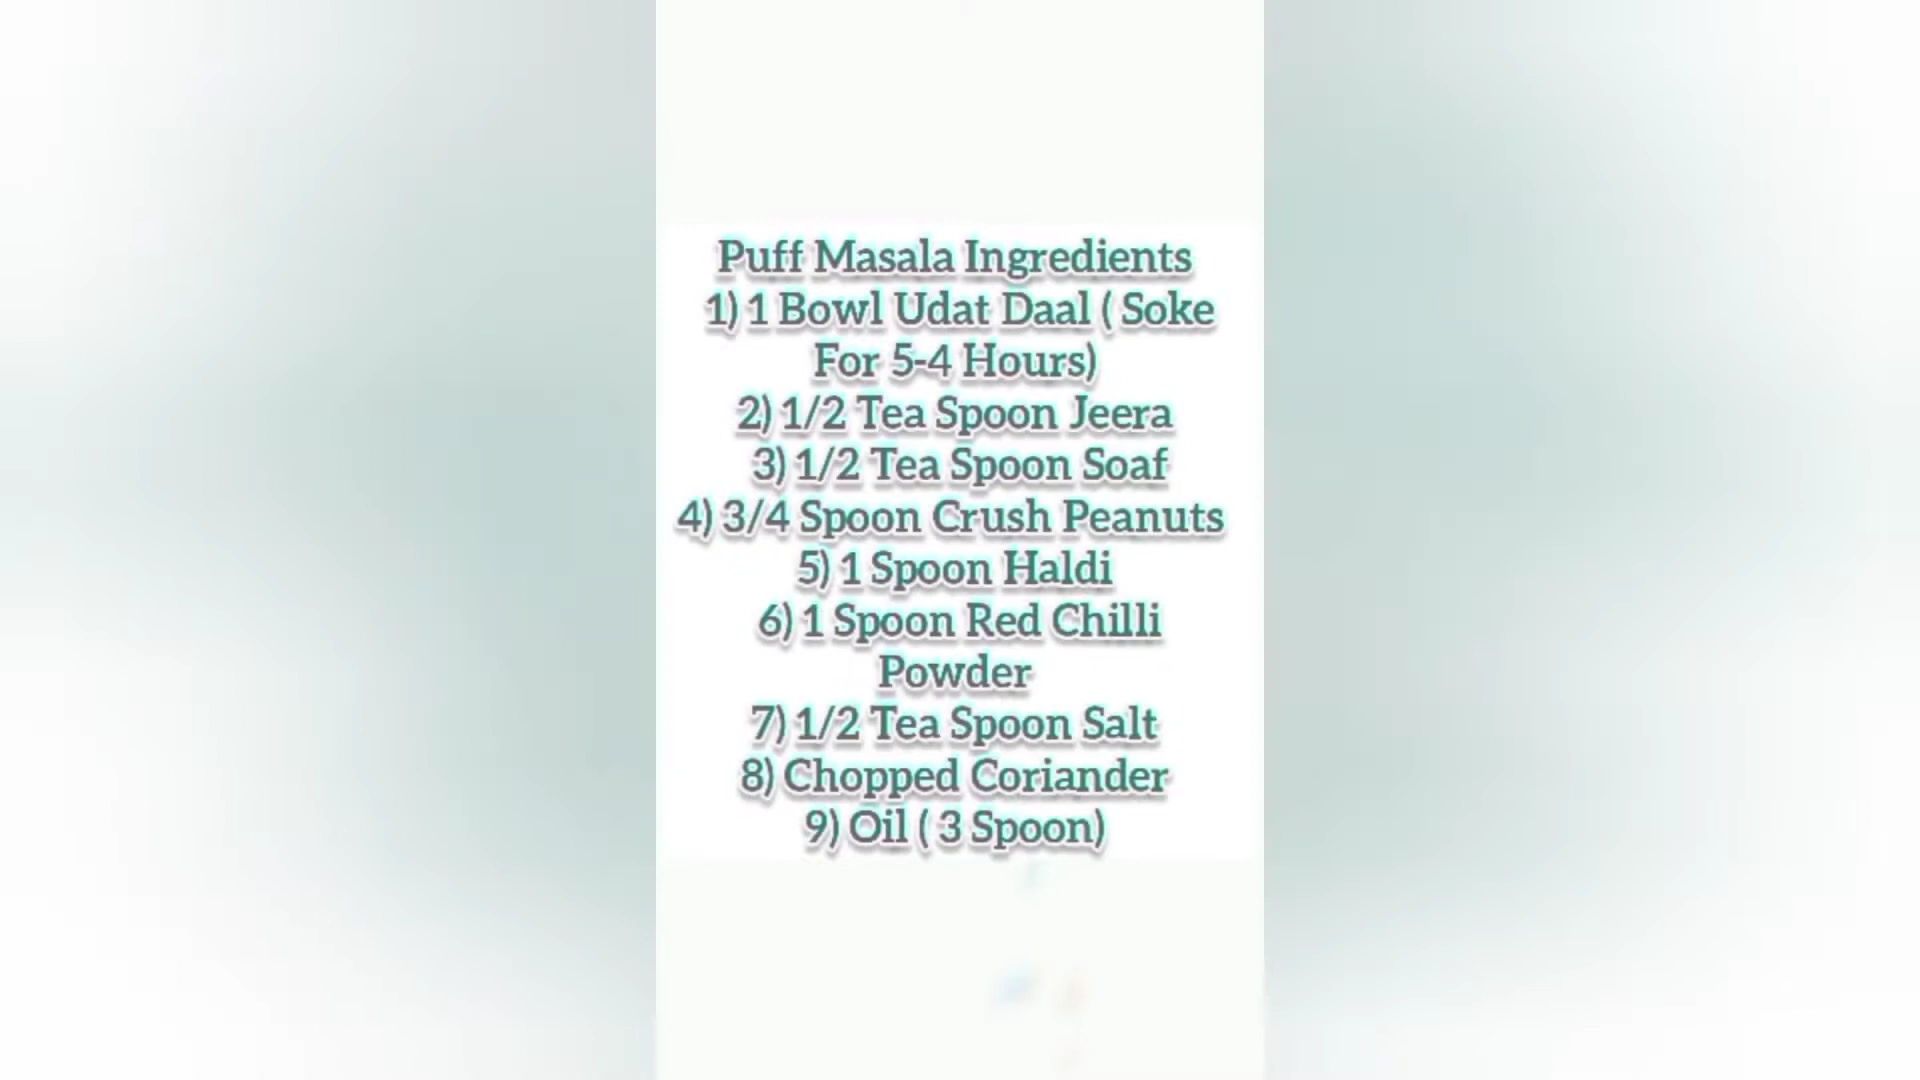 Puff Masala Ingredients
1) 1 Bowl Udat Daal ( Soke
For 5-4 Hours)
2) 1/2 Tea Spoon Jeera
3) 1/2 Tea Spoon Soaf
4) 3/4 Spoon Crush Peanuts
5) 1 Spoon Haldi
6) 1 Spoon Red Chilli
Powder
7) 1/2 Tea Spoon Salt
8) Chopped Coriander
9) Oil ( 3 Spoon)